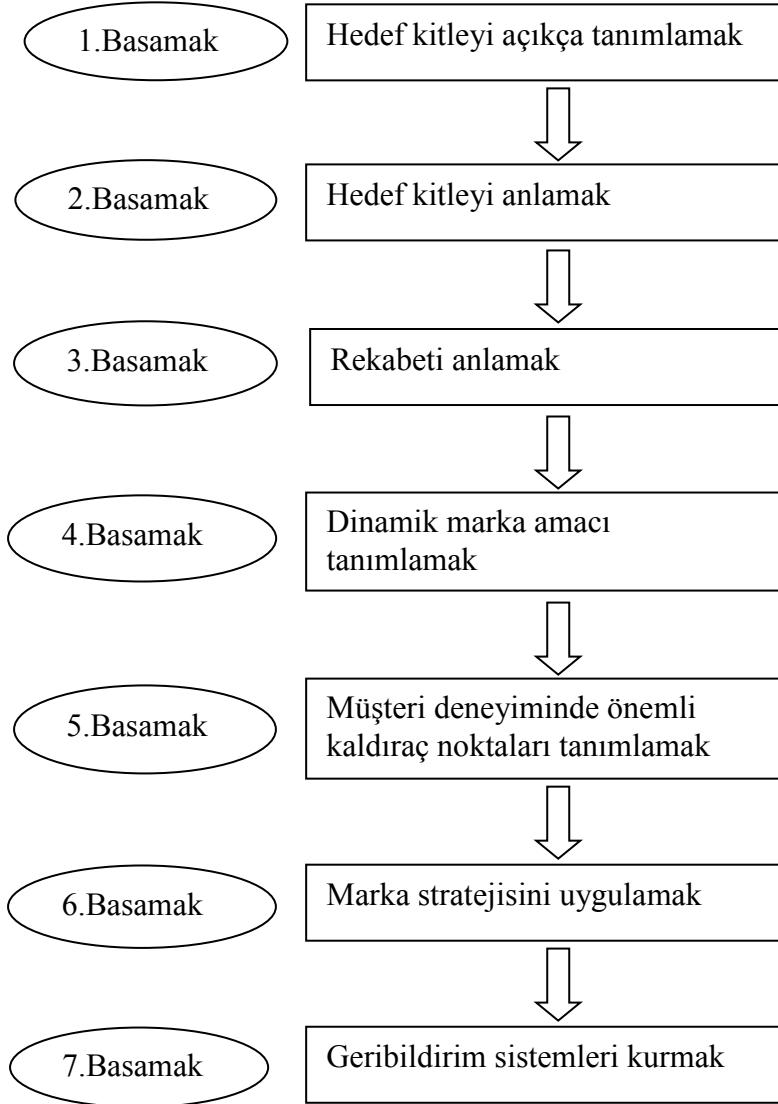 1.Basamak
Hedef kitleyi açıkça tanımlamak
2.Basamak
Hedef kitleyi anlamak
3.Basamak
Rekabeti anlamak
4.Basamak
Dinamik marka amacı
tanımlamak
5.Basamak
Müşteri deneyiminde önemli
kaldıraç noktaları tanımlamak
6.Basamak
Marka stratejisini uygulamak
7.Basamak
Geribildirim sistemleri kurmak